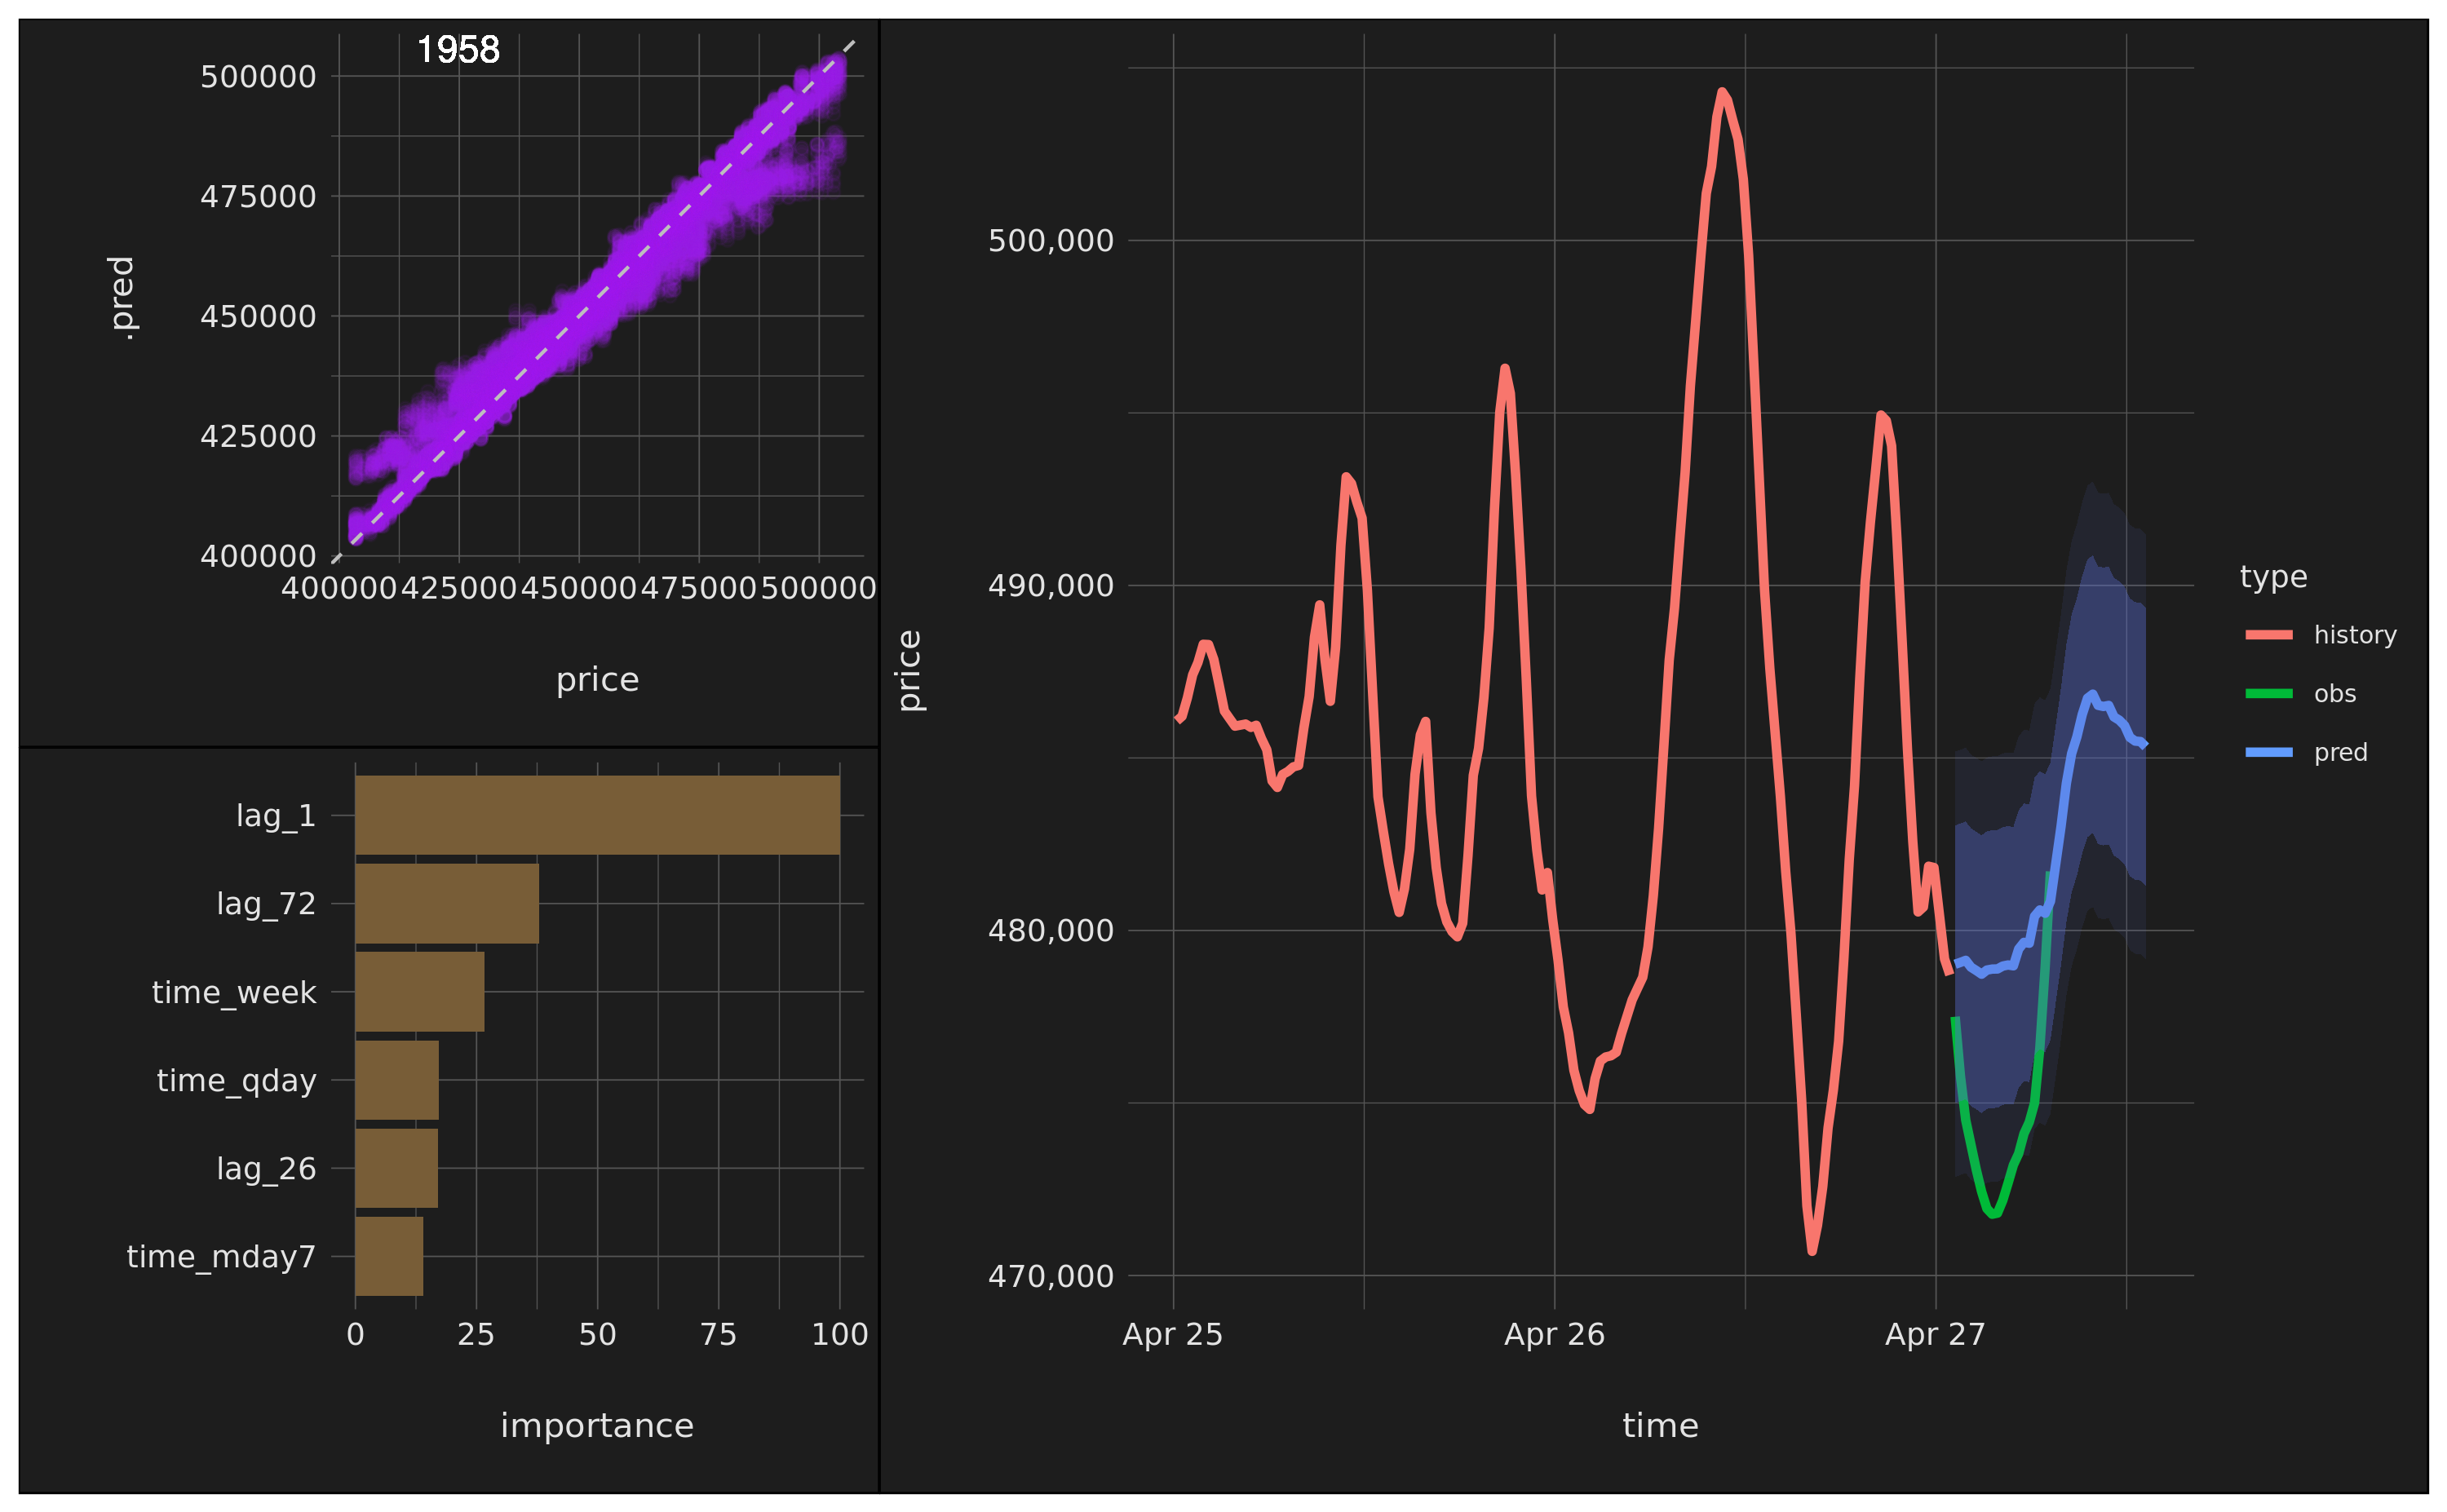 1958
500000
475000
450000
425000
400000
.pred
400000 425000 450000 475000 500000
price
lag_1
lag_72
time_week
time_qday
lag_26
time_mday7
0 25 50 75 100
importance
500,000
490,000
480,000
470,000
price
Apr 25 Apr 26 Apr 27
time
type
history
obs
pred